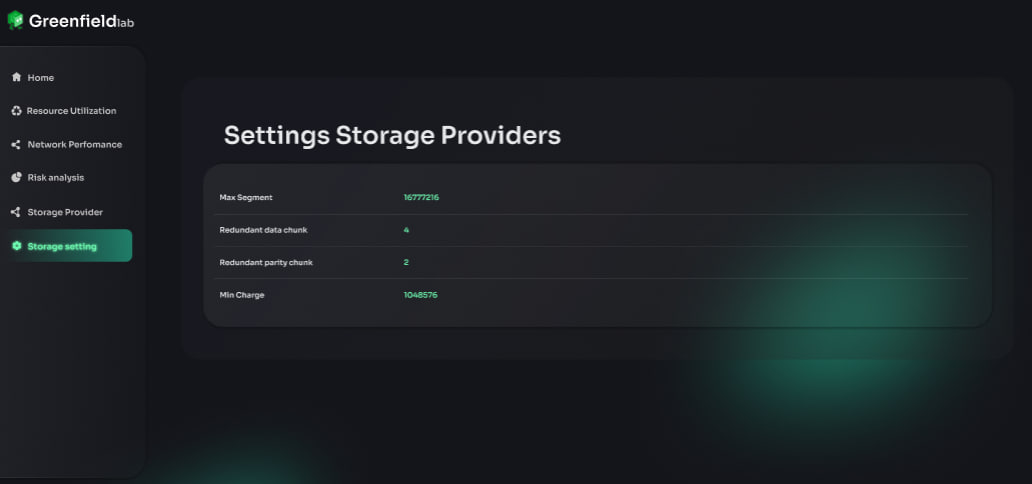 Greenfieldlab
Home
Resource Utilization
Network Perfomance
Risk analysis
Storage Provider
Storage setting
Settings Storage Providers
Max Segment 16777216
Redundant data chunk 4
Redundant parity chunk 2
Min Charge 1048576